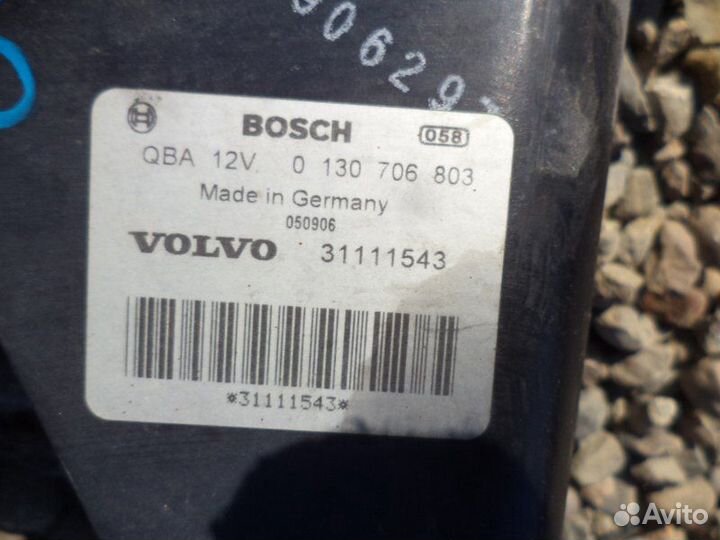 BOSCH
058
QBA 12V. 0 130 706 803
Made in Germany
050906
VOLVO 31111543
*31111543*
Avito